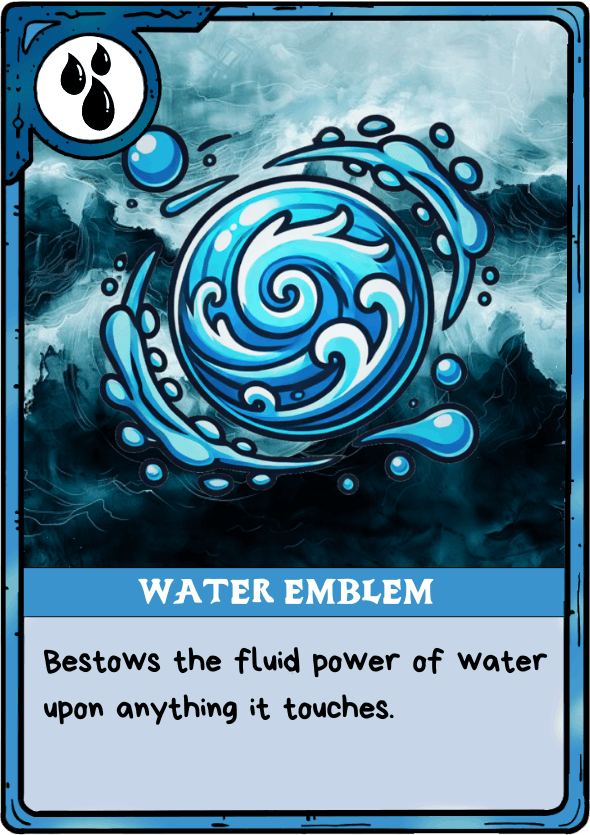 WATER EMBLEM
Bestows the fluid power of water
upon anything it touches.